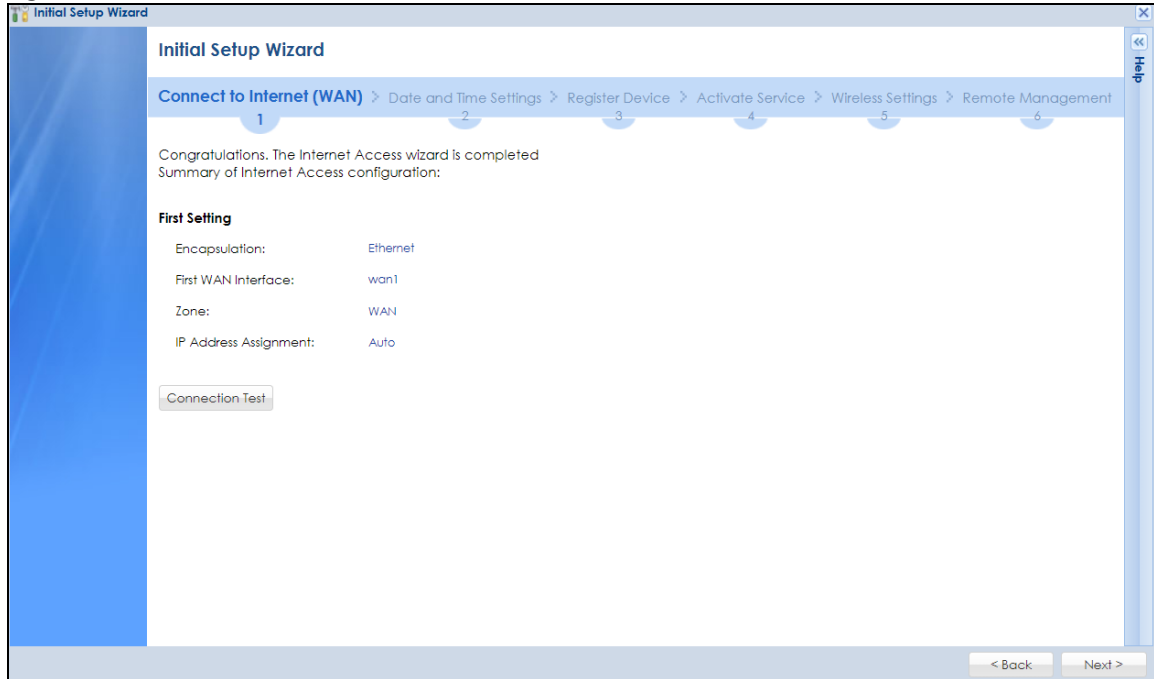 Initial Setup Wizard
Help
Initial Setup Wizard
Connect to Internet (WAN) > Date and Time Settings > Register Device > Activate Service > Wireless Settings > Remote Management
1 2 3 4 5 6
Congratulations. The Internet Access wizard is completed
Summary of Internet Access configuration:
First Setting
Encapsulation: Ethernet
First WAN Interface: wan1
Zone: WAN
IP Address Assignment: Auto
Connection Test
< Back Next >